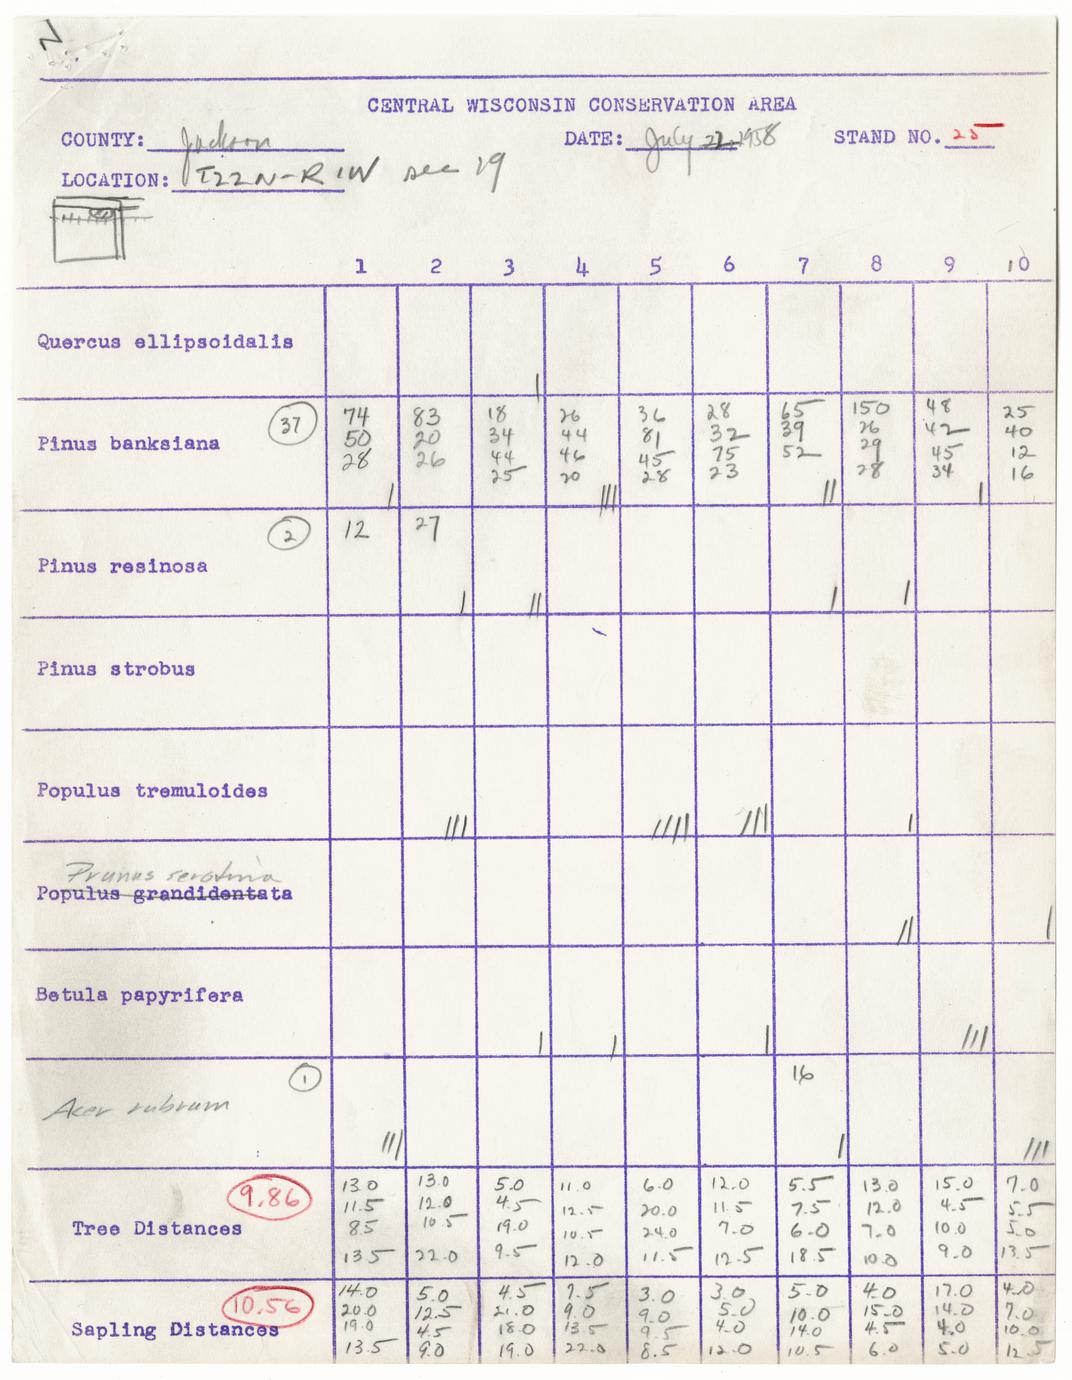 N
CENTRAL WISCONSIN CONSERVATION AREA
COUNTY: Jackson DATE: July 22, 1958 STAND NO. 25
LOCATION: T22N-R1W sec 19
1 2 3 4 5 6 7 8 9 10
Quercus ellipsoidalis
37 74 83 18 26 36 28 65 150 48 25
Pinus banksiana 50 20 34 44 81 32 39 26 42 40
28 26 44 46 45 75 52 29 45 12
25 20 28 23 28 34 16
2 12 27
Pinus resinosa
Pinus strobus
Populus tremuloides
Prunus serotina
Populus grandidentata
Betula papyrifera
1 16
Acer rubrum
9.86 13.0 13.0 5.0 11.0 6.0 12.0 5.5 13.0 15.0 7.0
11.5 12.0 4.5 12.5 20.0 11.5 7.5 12.0 4.5 5.5
Tree Distances 8.5 10.5 19.0 10.5 24.0 7.0 6.0 7.0 10.0 5.0
13.5 22.0 9.5 12.0 11.5 12.5 18.5 10.0 9.0 13.5
14.0 5.0 4.5 7.5 3.0 3.0 5.0 4.0 17.0 4.0
10.56 20.0 12.5 21.0 9.0 9.0 5.0 10.0 15.0 14.0 7.0
Sapling Distances 19.0 4.5 18.0 13.5 9.5 4.0 14.0 4.5 4.0 10.0
13.5 9.0 19.0 22.0 8.5 12.0 10.5 6.0 5.0 12.5